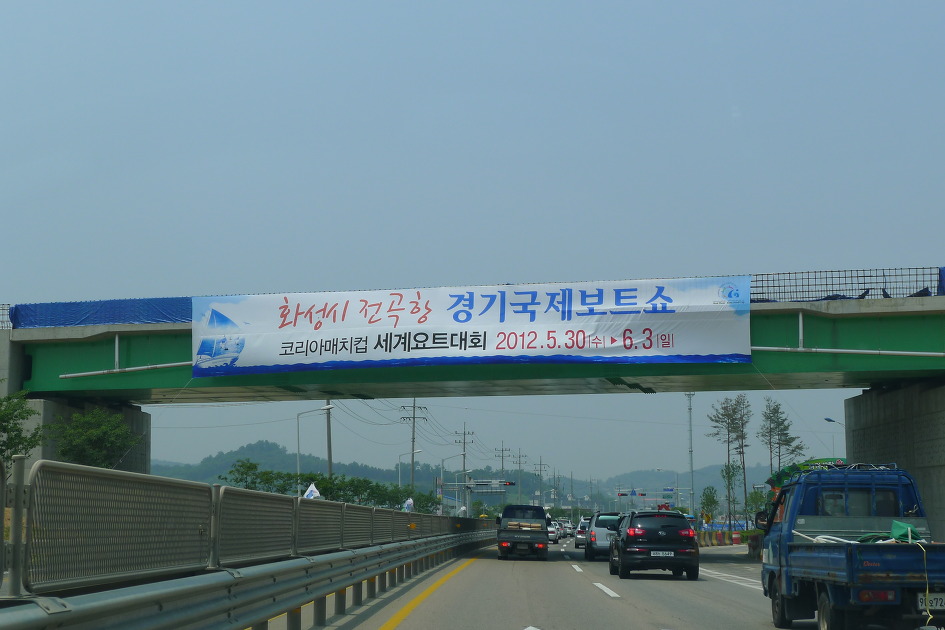 화성시 전곡항 경기국제보트쇼
코리아매치컵 세계요트대회 2012.5.30(수) ▶ 6.3(일)